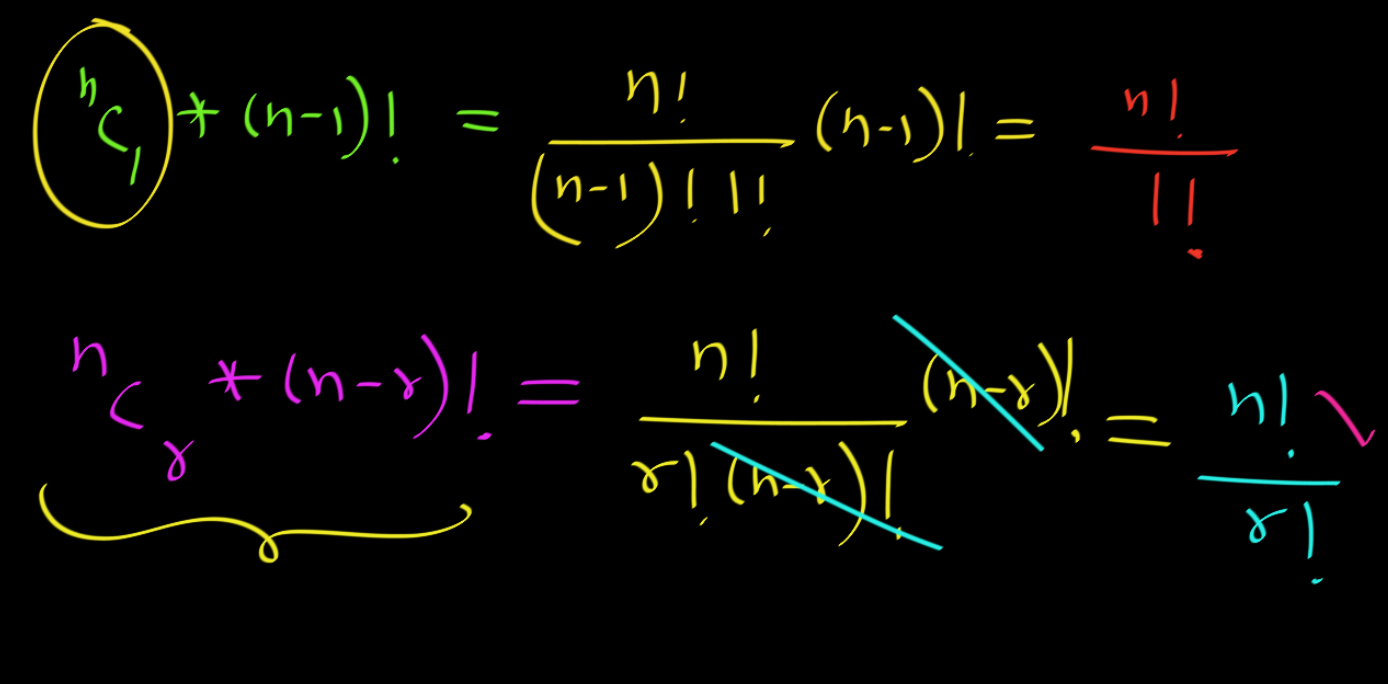 ⁿC₁ * (n-1)! = n!/((n-1)! 1!) (n-1)! = n!/1!
ⁿCᵣ * (n-r)! = n!/(r! (n-r)!) (n-r)! = n!/r!